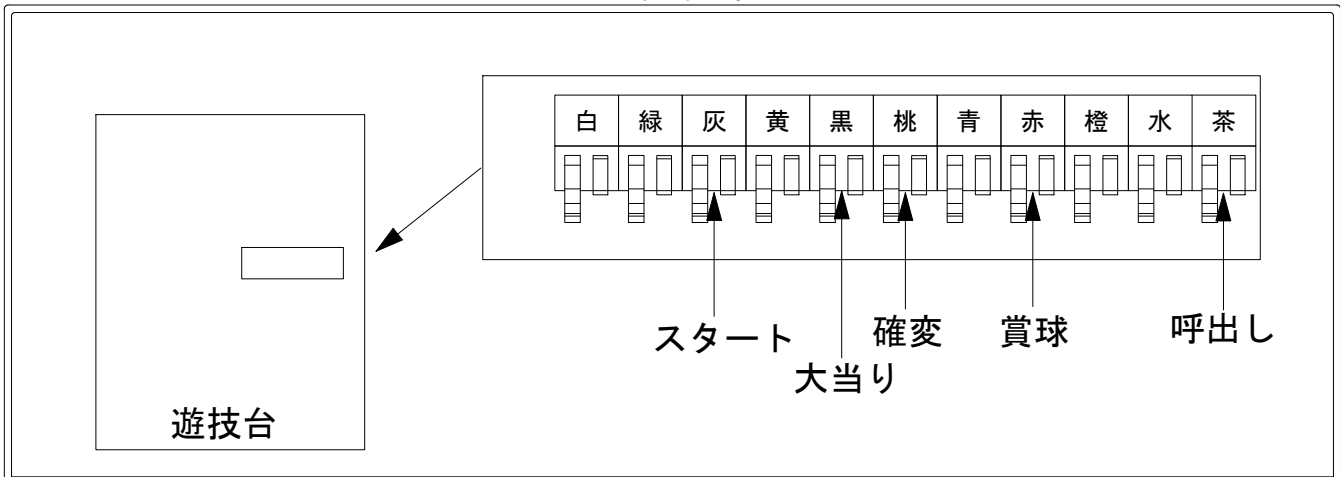 白 緑 灰 黄 黒 桃 青 赤 橙 水 茶
スタート
大当り
確変
賞球
呼出し
遊技台